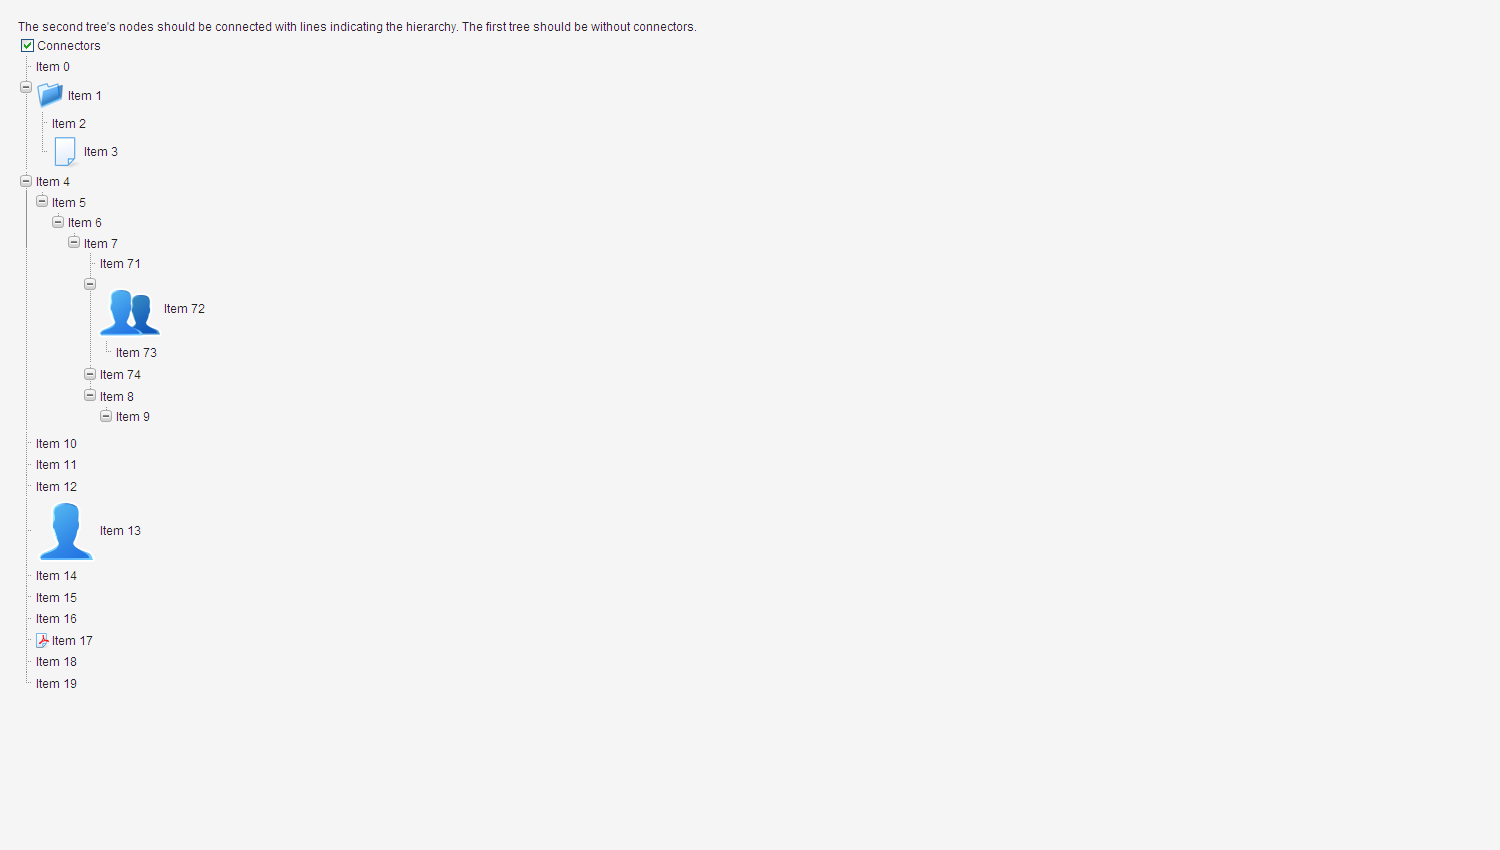 The second tree's nodes should be connected with lines indicating the hierarchy. The first tree should be without connectors.
Connectors
Item 0
Item 1
Item 2
Item 3
Item 4
Item 5
Item 6
Item 7
Item 71
Item 72
Item 73
Item 74
Item 8
Item 9
Item 10
Item 11
Item 12
Item 13
Item 14
Item 15
Item 16
Item 17
Item 18
Item 19